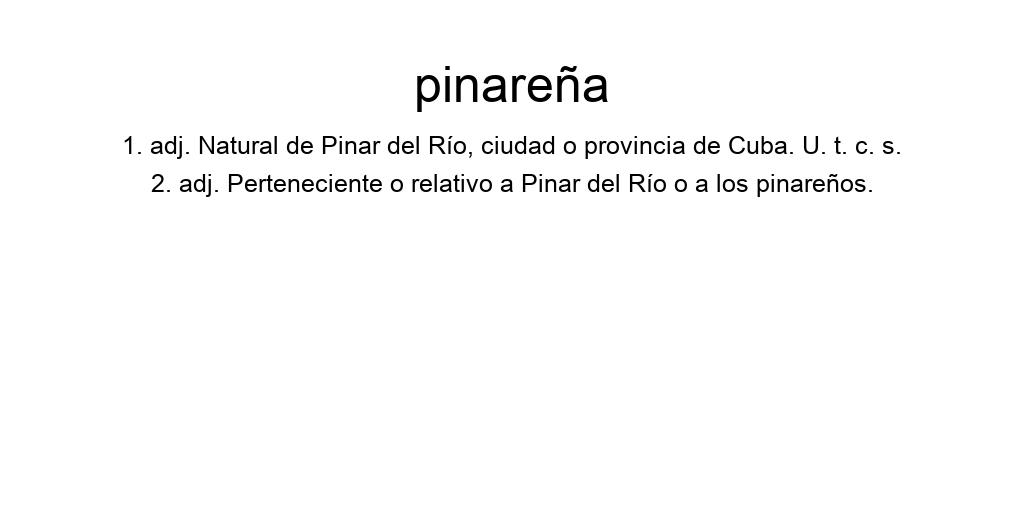 pinareña
1. adj. Natural de Pinar del Río, ciudad o provincia de Cuba. U. t. c. s.
2. adj. Perteneciente o relativo a Pinar del Río o a los pinareños.